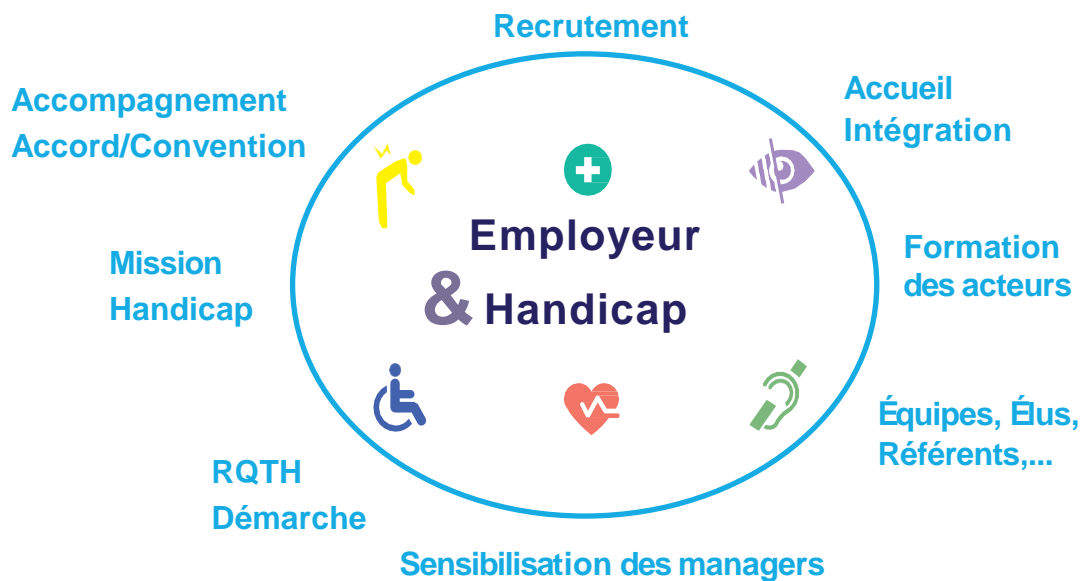 Recrutement
Accompagnement
Accord/Convention
Accueil
Intégration
Employeur
& Handicap
Mission
Handicap
Formation
des acteurs
Équipes, Élus,
Référents,...
RQTH
Démarche
Sensibilisation des managers